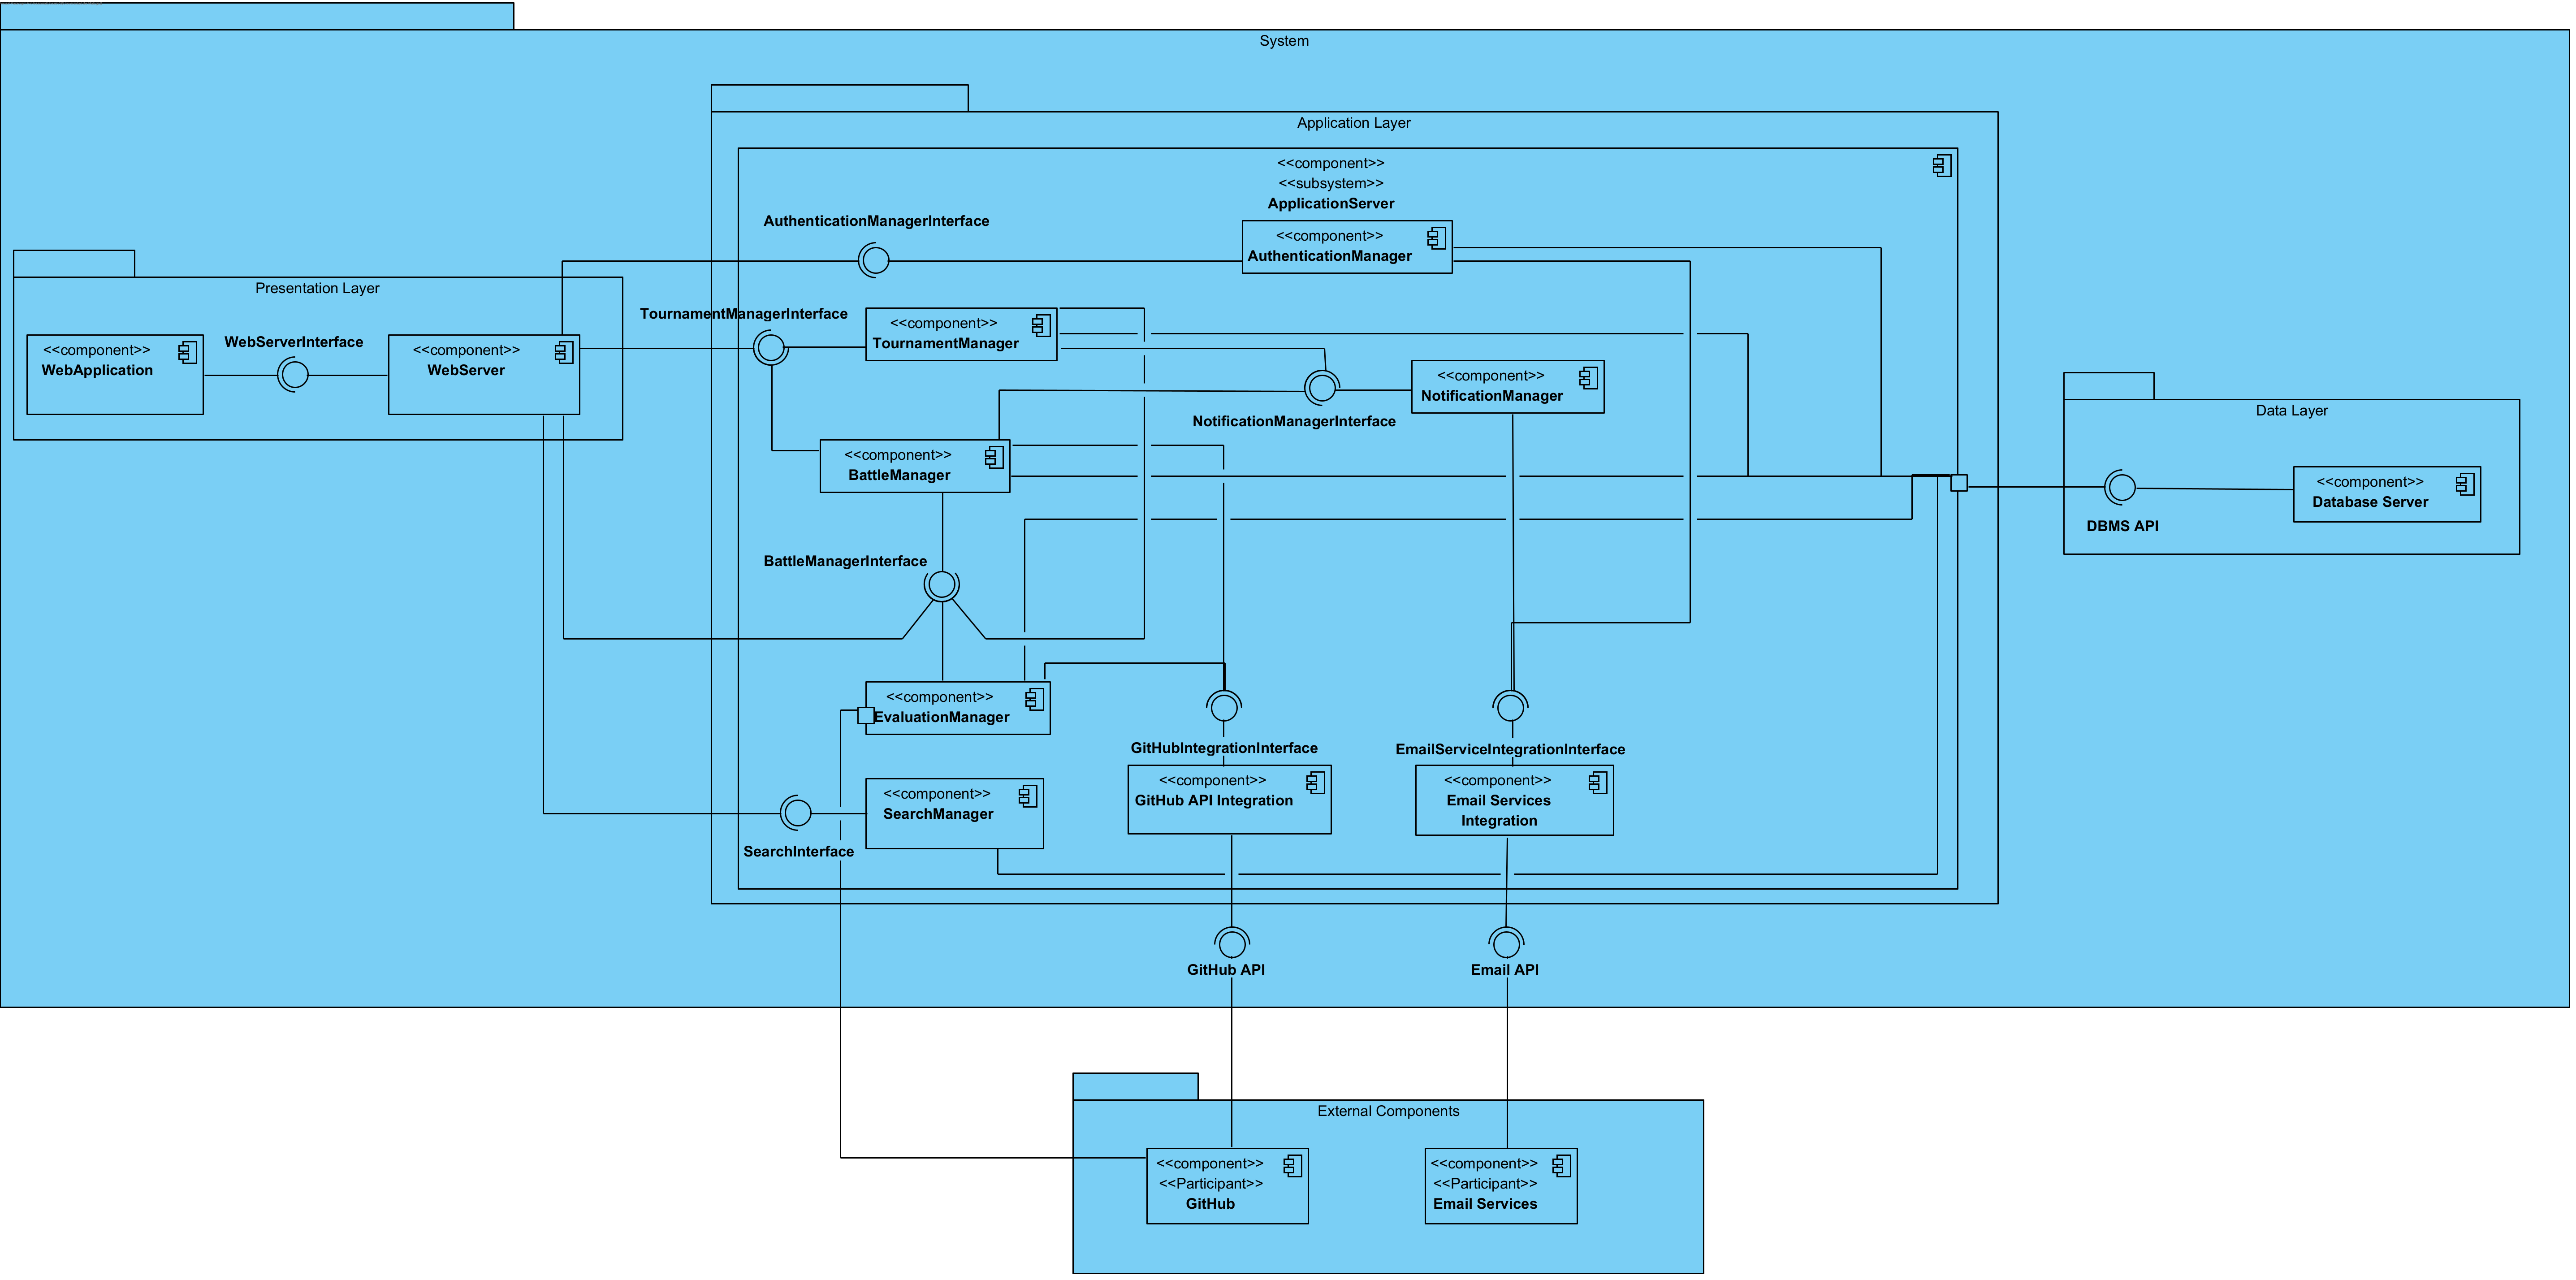 System
Application Layer
<<component>>
<<subsystem>>
ApplicationServer
AuthenticationManagerInterface
<<component>>
AuthenticationManager
Presentation Layer
TournamentManagerInterface
<<component>>
TournamentManager
<<component>>
WebApplication
WebServerInterface
<<component>>
WebServer
<<component>>
NotificationManager
NotificationManagerInterface
Data Layer
<<component>>
BattleManager
<<component>>
Database Server
DBMS API
BattleManagerInterface
<<component>>
EvaluationManager
GitHubIntegrationInterface
EmailServiceIntegrationInterface
<<component>>
SearchManager
SearchInterface
<<component>>
GitHub API Integration
<<component>>
Email Services
Integration
GitHub API
Email API
External Components
<<component>>
<<Participant>>
GitHub
<<component>>
<<Participant>>
Email Services